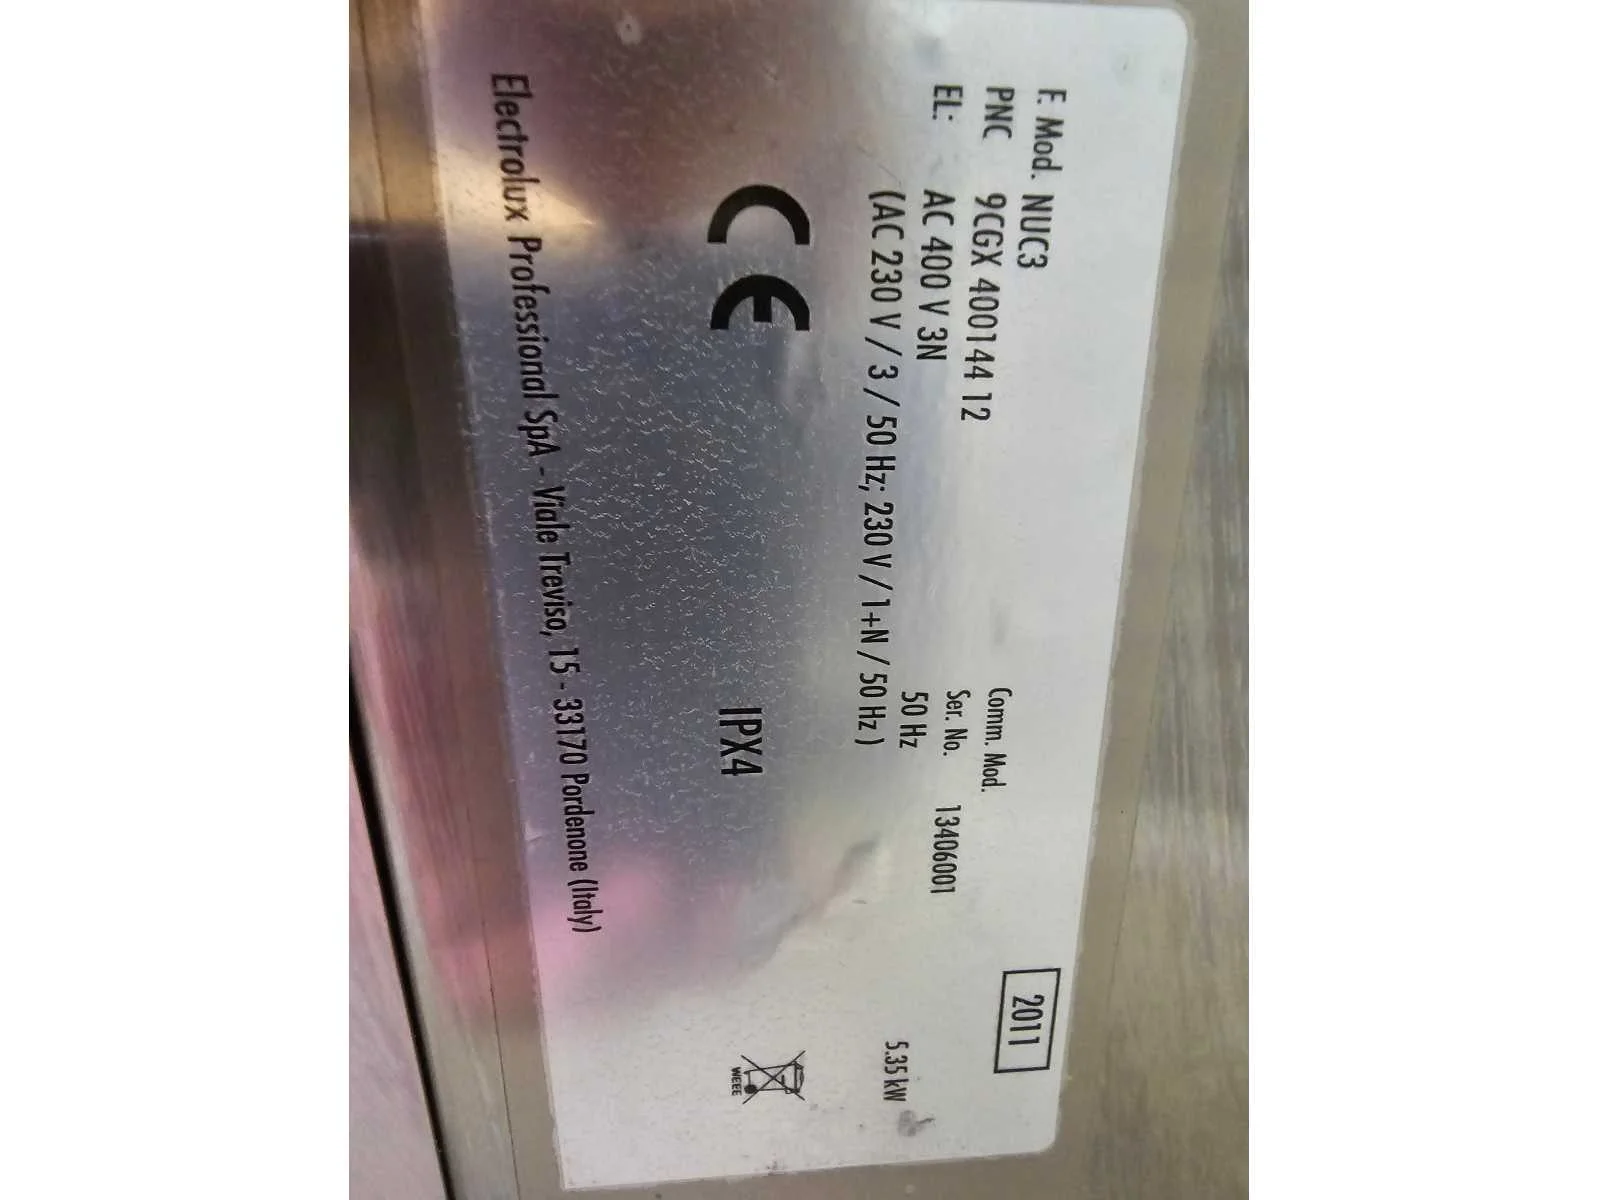 2011
F. Mod. NUC3
Comm. Mod.
PNC 9CGX 400144 12
Ser. No. 13406001
EL: AC 400 V 3N 50 Hz 5.35 kW
(AC 230 V / 3 / 50 Hz; 230 V / 1+N / 50 Hz )
CE IPX4
WEEE
Electrolux Professional SpA - Viale Treviso, 15 - 33170 Pordenone (Italy)